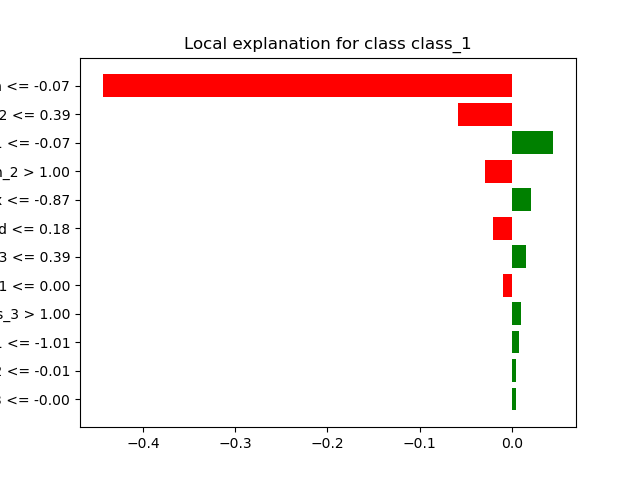 Local explanation for class class_1
<= -0.07
2 <= 0.39
<= -0.07
_2 > 1.00
<= -0.87
d <= 0.18
3 <= 0.39
1 <= 0.00
s_3 > 1.00
<= -1.01
<= -0.01
<= -0.00
−0.4 −0.3 −0.2 −0.1 0.0